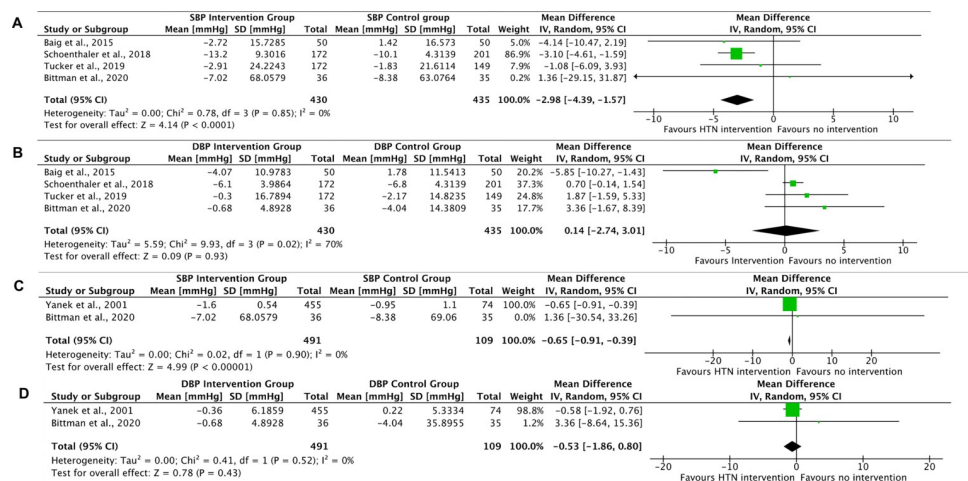 A
SBP Intervention Group SBP Control group Mean Difference Mean Difference
Study or Subgroup Mean [mmHg] SD [mmHg] Total Mean [mmHg] SD [mmHg] Total Weight IV, Random, 95% CI IV, Random, 95% CI
Baig et al., 2015 -2.72 15.7285 50 1.42 16.573 50 5.0% -4.14 [-10.47, 2.19]
Schoenthaler et al., 2018 -13.2 9.3016 172 -10.1 4.3139 201 86.9% -3.10 [-4.61, -1.59]
Tucker et al., 2019 -2.91 24.2243 172 -1.83 21.6114 149 7.9% -1.08 [-6.09, 3.93]
Bittman et al., 2020 -7.02 68.0579 36 -8.38 63.0764 35 0.2% 1.36 [-29.15, 31.87]
Total (95% CI) 430 435 100.0% -2.98 [-4.39, -1.57]
Heterogeneity: Tau² = 0.00; Chi² = 0.78, df = 3 (P = 0.85); I² = 0%
Test for overall effect: Z = 4.14 (P < 0.0001)
-10 -5 0 5 10
Favours HTN intervention Favours no intervention
B
DBP Intervention Group DBP Control Group Mean Difference Mean Difference
Study or Subgroup Mean [mmHg] SD [mmHg] Total Mean [mmHg] SD [mmHg] Total Weight IV, Random, 95% CI IV, Random, 95% CI
Baig et al., 2015 -4.07 10.9783 50 1.78 11.5413 50 20.2% -5.85 [-10.27, -1.43]
Schoenthaler et al., 2018 -6.1 3.9864 172 -6.8 4.3139 201 37.3% 0.70 [-0.14, 1.54]
Tucker et al., 2019 -0.3 16.7894 172 -2.17 14.8235 149 24.8% 1.87 [-1.59, 5.33]
Bittman et al., 2020 -0.68 4.8928 36 -4.04 14.3809 35 17.7% 3.36 [-1.67, 8.39]
Total (95% CI) 430 435 100.0% 0.14 [-2.74, 3.01]
Heterogeneity: Tau² = 5.59; Chi² = 9.93, df = 3 (P = 0.02); I² = 70%
Test for overall effect: Z = 0.09 (P = 0.93)
-10 -5 0 5 10
Favours Intervention Favours no intervention
C
SBP Intervention Group SBP Control Group Mean Difference Mean Difference
Study or Subgroup Mean [mmHg] SD [mmHg] Total Mean [mmHg] SD [mmHg] Total Weight IV, Random, 95% CI IV, Random, 95% CI
Yanek et al., 2001 -1.6 0.54 455 -0.95 1.1 74 100.0% -0.65 [-0.91, -0.39]
Bittman et al., 2020 -7.02 68.0579 36 -8.38 69.06 35 0.0% 1.36 [-30.54, 33.26]
Total (95% CI) 491 109 100.0% -0.65 [-0.91, -0.39]
Heterogeneity: Tau² = 0.00; Chi² = 0.02, df = 1 (P = 0.90); I² = 0%
Test for overall effect: Z = 4.99 (P < 0.00001)
-20 -10 0 10 20
Favours HTN intervention Favours no intervention
D
DBP Intervention Group DBP Control Group Mean Difference Mean Difference
Study or Subgroup Mean [mmHg] SD [mmHg] Total Mean [mmHg] SD [mmHg] Total Weight IV, Random, 95% CI IV, Random, 95% CI
Yanek et al., 2001 -0.36 6.1859 455 0.22 5.3334 74 98.8% -0.58 [-1.92, 0.76]
Bittman et al., 2020 -0.68 4.8928 36 -4.04 35.8955 35 1.2% 3.36 [-8.64, 15.36]
Total (95% CI) 491 109 100.0% -0.53 [-1.86, 0.80]
Heterogeneity: Tau² = 0.00; Chi² = 0.41, df = 1 (P = 0.52); I² = 0%
Test for overall effect: Z = 0.78 (P = 0.43)
-20 -10 0 10 20
Favours HTN intervention Favours no intervention